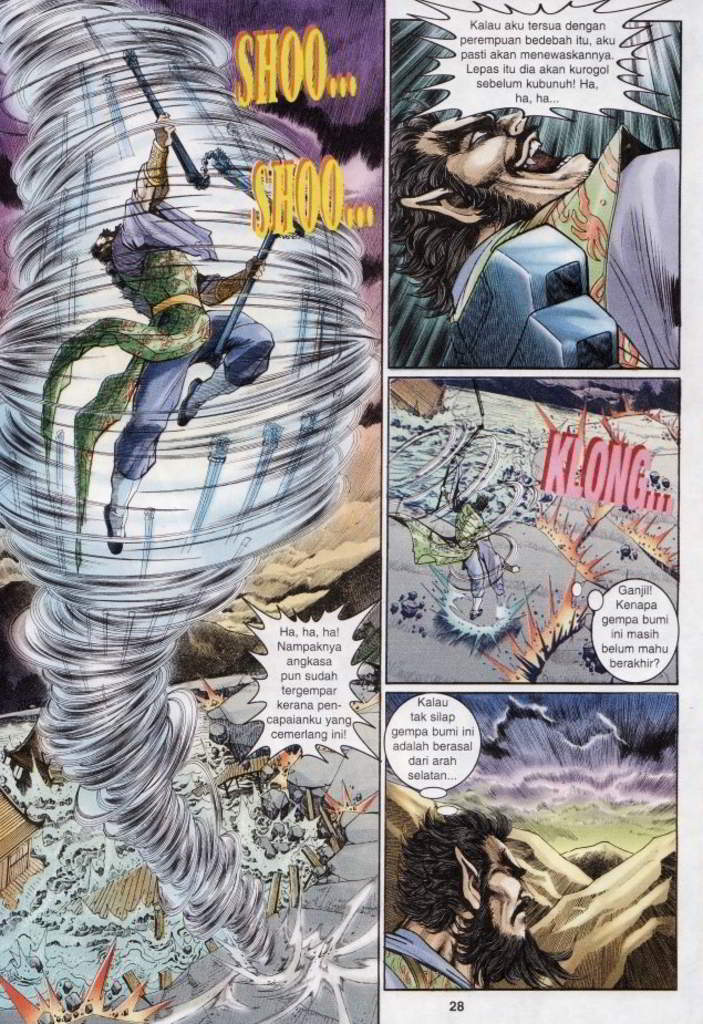 SHOO...
SHOO...
Ha, ha, ha!
Nampaknya
angkasa
pun sudah
tergempar
kerana pen-
capaianku yang
cemerlang ini!
Kalau aku tersua dengan
perempuan bedebah itu, aku
pasti akan menewaskannya.
Lepas itu dia akan kurogol
sebelum kubunuh! Ha,
ha, ha...
KLONG...
Ganjil!
Kenapa
gempa bumi
ini masih
belum mahu
berakhir?
Kalau
tak silap
gempa bumi ini
adalah berasal
dari arah
selatan...
28